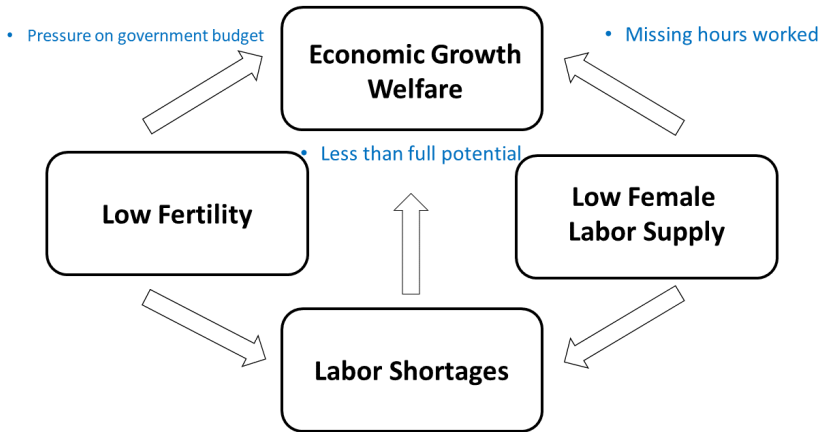 • Pressure on government budget
Economic Growth
Welfare
• Missing hours worked
• Less than full potential
Low Fertility
Low Female
Labor Supply
Labor Shortages